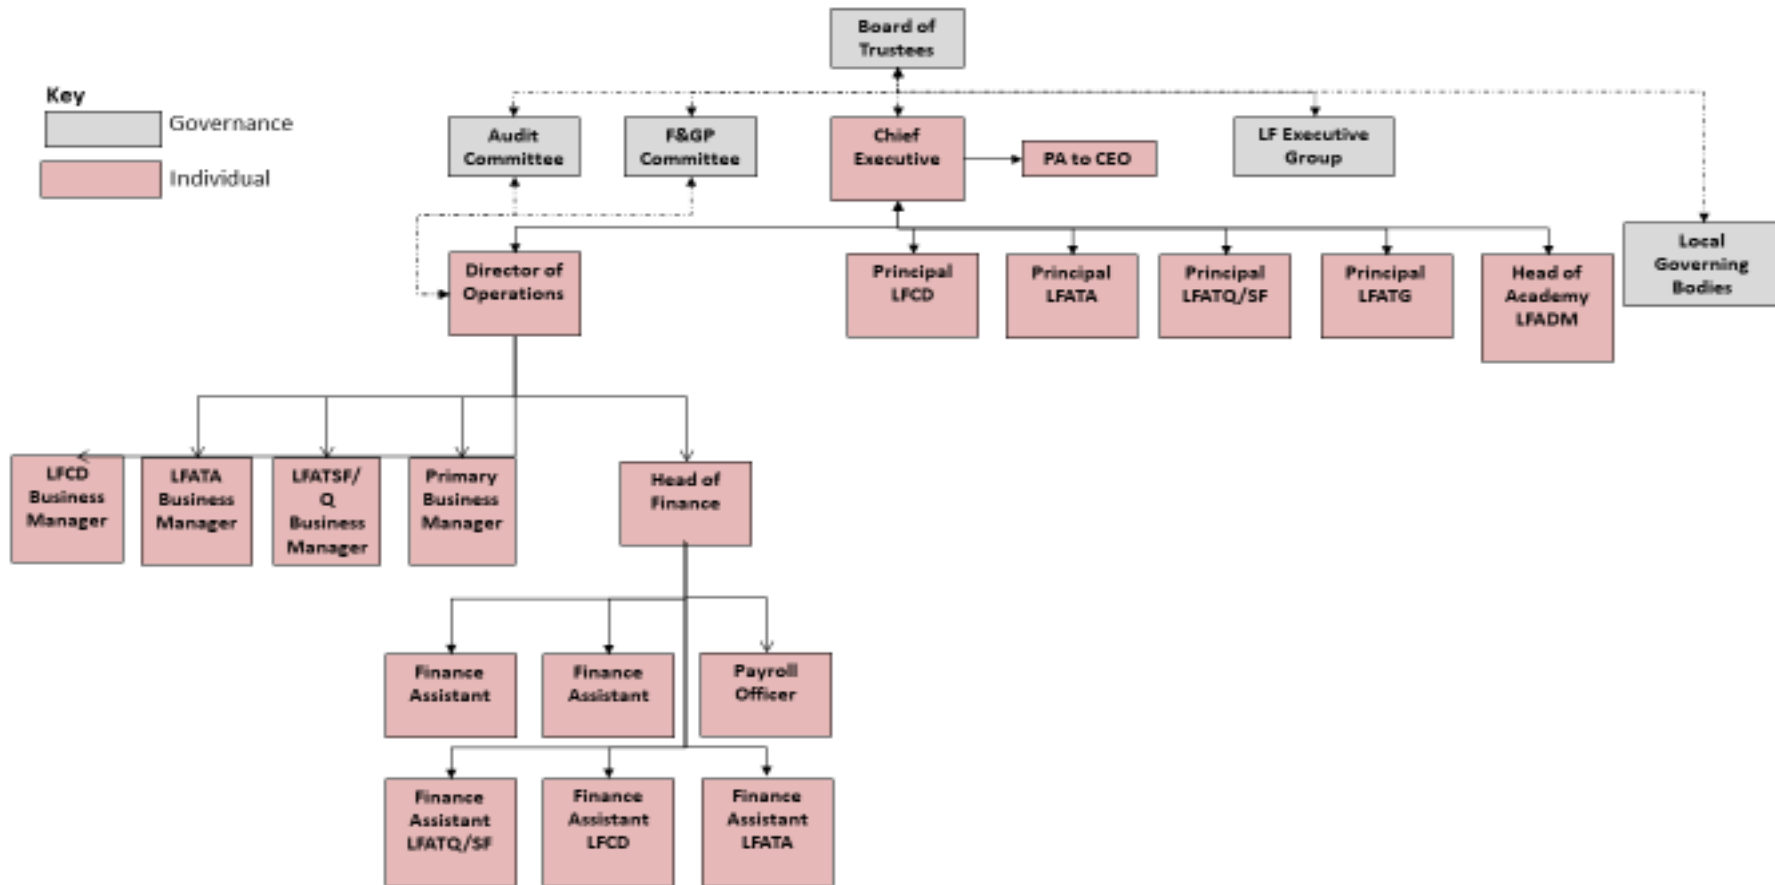 Board of
Trustees
Key
Governance
Individual
Audit
Committee
F&GP
Committee
Chief
Executive
PA to CEO
LF Executive
Group
Local
Governing
Bodies
Director of
Operations
Principal
LFCD
Principal
LFATA
Principal
LFATQ/SF
Principal
LFATG
Head of
Academy
LFADM
LFCD
Business
Manager
LFATA
Business
Manager
LFATSF/
Q
Business
Manager
Primary
Business
Manager
Head of
Finance
Finance
Assistant
Finance
Assistant
Payroll
Officer
Finance
Assistant
LFATQ/SF
Finance
Assistant
LFCD
Finance
Assistant
LFATA